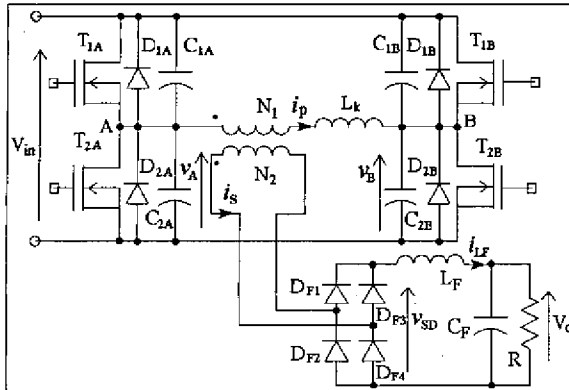 T1A D1A C1A C1B D1B T1B
N1 ip Lk
A B
T2A T2B
Vin D2A vA N2 vB D2B
C2A iS C2B
iLF
LF
DF1 DF3 vSD CF R Vo
DF2 DF4